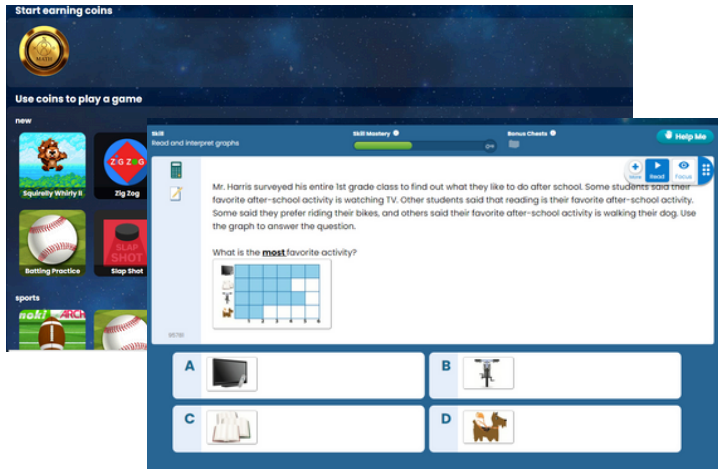 Start earning coins
MATH
Use coins to play a game
new
Squirrelly Whirly II
ZIGZAG
Zig Zag
Batting Practice
SLAP
SHOT
Slap Shot
sports
ARCH
Skill
Read and interpret graphs
Skill Mastery
Bonus Chests
Help Me
More
Read
Focus
Mr. Harris surveyed his entire 1st grade class to find out what they like to do after school. Some students said their
favorite after-school activity is watching TV. Other students said that reading is their favorite after-school activity.
Some said they prefer riding their bikes, and others said their favorite after-school activity is walking their dog. Use
the graph to answer the question.
What is the most favorite activity?
1 2 3 4 5 6
A
B
C
D